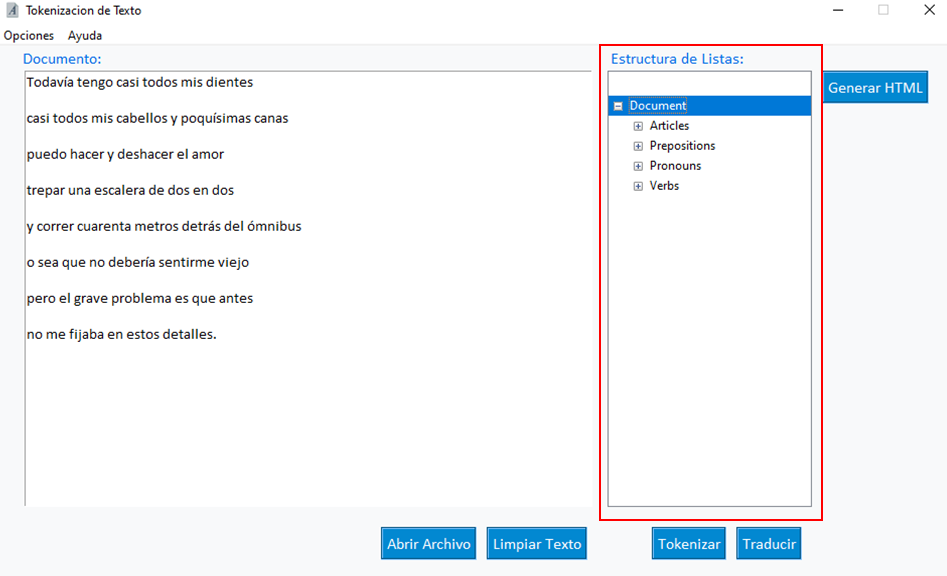 Tokenizacion de Texto
Opciones Ayuda
Documento:
Todavía tengo casi todos mis dientes
casi todos mis cabellos y poquísimas canas
puedo hacer y deshacer el amor
trepar una escalera de dos en dos
y correr cuarenta metros detrás del ómnibus
o sea que no debería sentirme viejo
pero el grave problema es que antes
no me fijaba en estos detalles.
Estructura de Listas:
Document
Articles
Prepositions
Pronouns
Verbs
Generar HTML
Abrir Archivo
Limpiar Texto
Tokenizar
Traducir